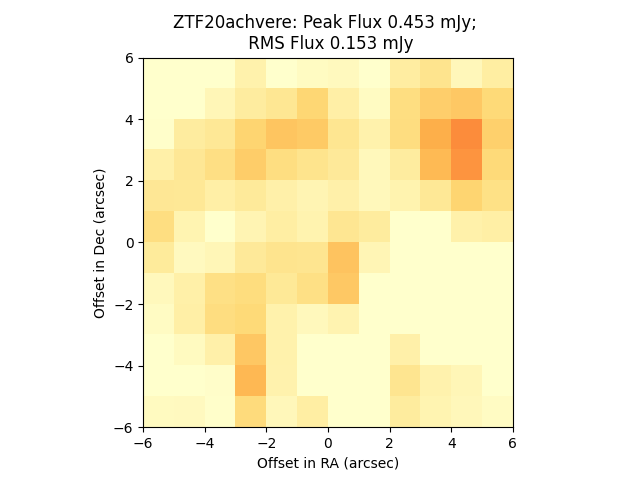 ZTF20achvere: Peak Flux 0.453 mJy;
RMS Flux 0.153 mJy
6
4
2
0
−2
−4
−6
Offset in Dec (arcsec)
−6 −4 −2 0 2 4 6
Offset in RA (arcsec)